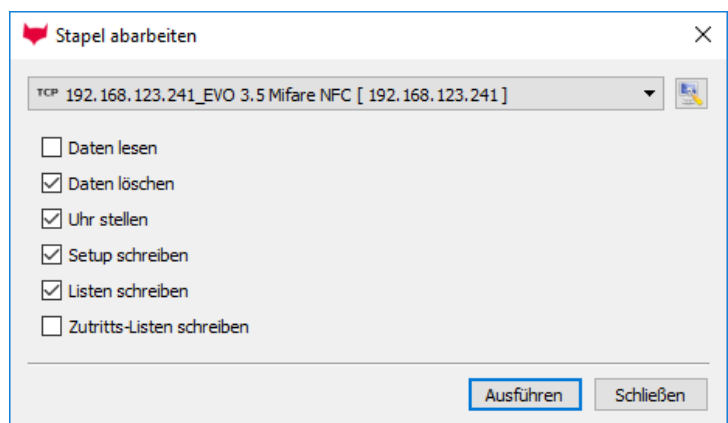 Stapel abarbeiten
TCP 192.168.123.241_EVO 3.5 Mifare NFC [ 192.168.123.241 ]
Daten lesen
Daten löschen
Uhr stellen
Setup schreiben
Listen schreiben
Zutritts-Listen schreiben
Ausführen Schließen